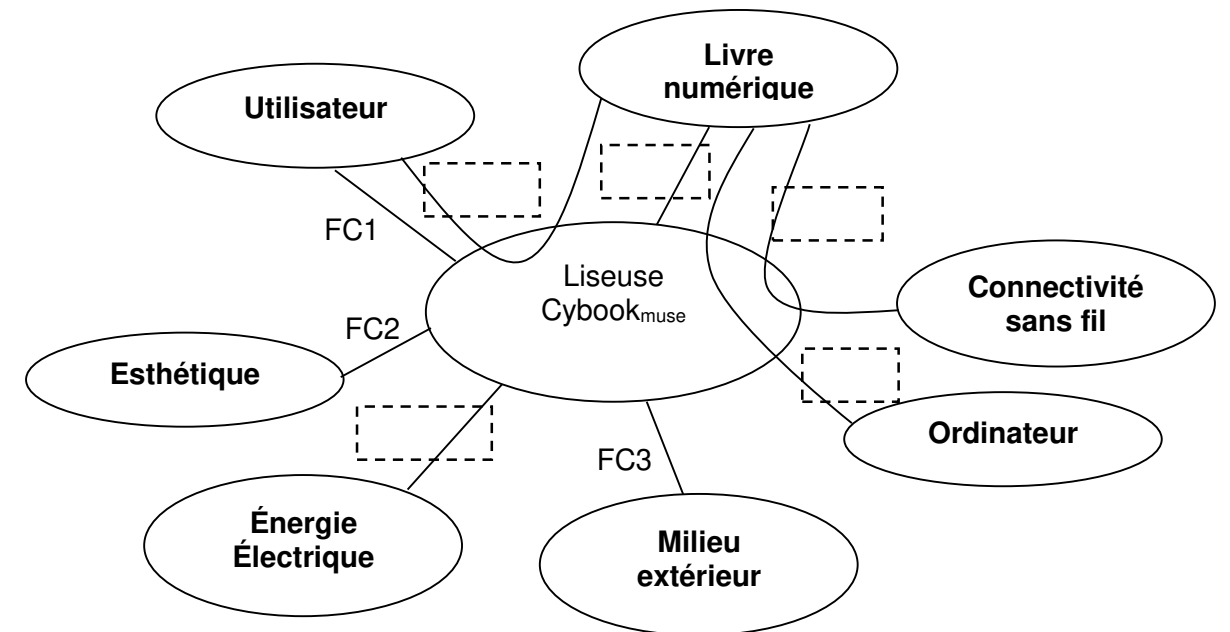 Livre
numérique
Utilisateur
FC1
Liseuse
Cybookmuse
Connectivité
sans fil
FC2
Esthétique
Ordinateur
FC3
Énergie
Électrique
Milieu
extérieur